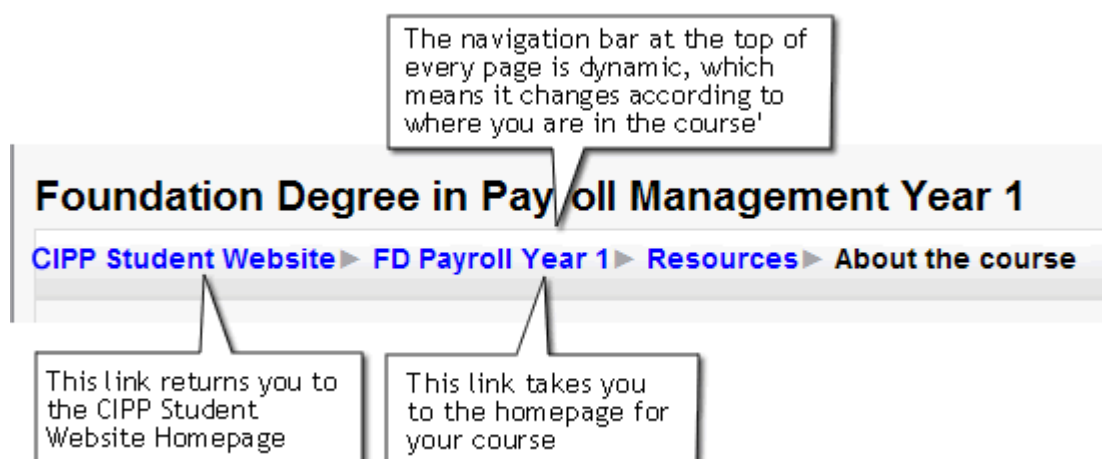 The navigation bar at the top of
every page is dynamic, which
means it changes according to
where you are in the course'
Foundation Degree in Payroll Management Year 1
CIPP Student Website► FD Payroll Year 1► Resources► About the course
This link returns you to
the CIPP Student
Website Homepage
This link takes you
to the homepage for
your course